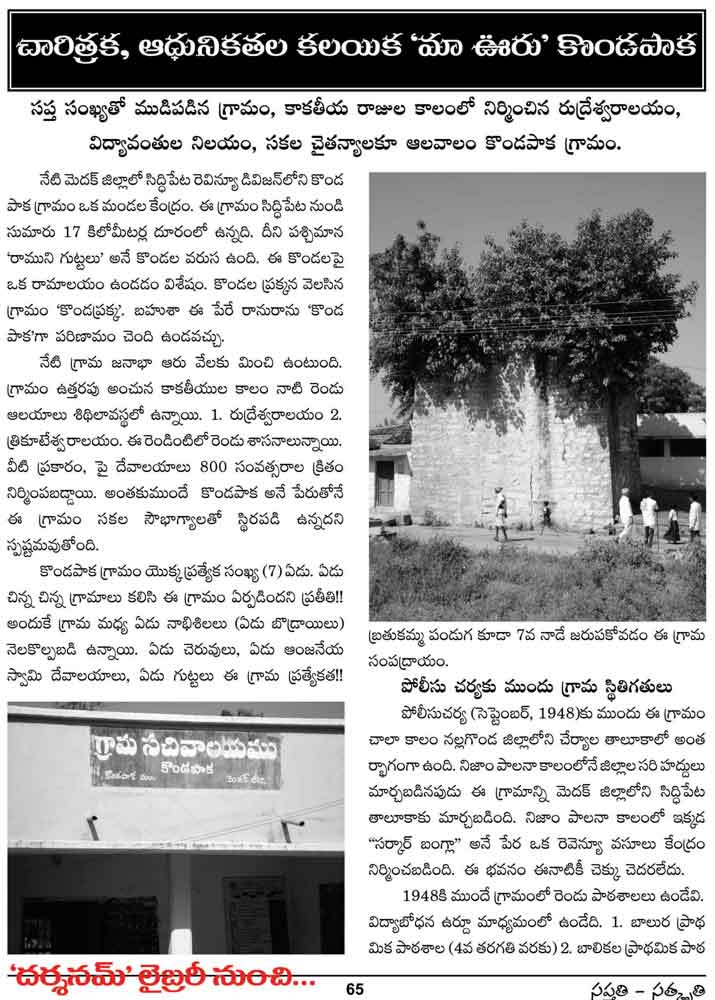 చారిత్రక, ఆధునికతల కలయిక ‘మా ఊరు’ కొండపాక
సప్త సంఖ్యతో ముడిపడిన గ్రామం, కాకతీయ రాజుల కాలంలో నిర్మించిన రుద్రేశ్వరాలయం,
విద్యావంతుల నిలయం, సకల చైతన్యాలకూ ఆలవాలం కొండపాక గ్రామం.
నేటి మెదక్ జిల్లాలో సిద్ధిపేట రెవిన్యూ డివిజన్‌లోని కొండ
పాక గ్రామం ఒక మండల కేంద్రం. ఈ గ్రామం సిద్ధిపేట నుండి
సుమారు 17 కిలోమీటర్ల దూరంలో ఉన్నది. దీని పశ్చిమాన
‘రాముని గుట్టలు’ అనే కొండల వరుస ఉంది. ఈ కొండలపై
ఒక రామాలయం ఉండడం విశేషం. కొండల ప్రక్కన వెలసిన
గ్రామం ‘కొండప్రక్క’. బహుశా ఈ పేరే రానురాను ‘కొండ
పాక’గా పరిణామం చెంది ఉండవచ్చు.
నేటి గ్రామ జనాభా ఆరు వేలకు మించి ఉంటుంది.
గ్రామం ఉత్తరపు అంచున కాకతీయుల కాలం నాటి రెండు
ఆలయాలు శిథిలావస్థలో ఉన్నాయి. 1. రుద్రేశ్వరాలయం 2.
త్రికూటేశ్వరాలయం. ఈ రెండింటిలో రెండు శాసనాలున్నాయి.
వీటి ప్రకారం, పై దేవాలయాలు 800 సంవత్సరాల క్రితం
నిర్మింపబడ్డాయి. అంతకుముందే కొండపాక అనే పేరుతోనే
ఈ గ్రామం సకల సౌభాగ్యాలతో స్థిరపడి ఉన్నదని
స్పష్టమవుతోంది.
కొండపాక గ్రామం యొక్క ప్రత్యేక సంఖ్య (7) ఏడు. ఏడు
చిన్న చిన్న గ్రామాలు కలిసి ఈ గ్రామం ఏర్పడిందని ప్రతీతి!!
అందుకే గ్రామ మధ్య ఏడు నాభిశిలలు (ఏడు బొడ్రాయిలు)
నెలకొల్పబడి ఉన్నాయి. ఏడు చెరువులు, ఏడు ఆంజనేయ
స్వామి దేవాలయాలు, ఏడు గుట్టలు ఈ గ్రామ ప్రత్యేకత!!
గ్రామ సచివాలయము
కొండపాక
కొండపాక మం. మెదక్ జిల్లా
బ్రతుకమ్మ పండుగ కూడా 7వ నాడే జరుపకోవడం ఈ గ్రామ
సంపద్రాయం.
పోలీసు చర్యకు ముందు గ్రామ స్థితిగతులు
పోలీసుచర్య (సెప్టెంబర్, 1948)కు ముందు ఈ గ్రామం
చాలా కాలం నల్లగొండ జిల్లాలోని చేర్యాల తాలూకాలో అంత
ర్భాగంగా ఉంది. నిజాం పాలనా కాలంలోనే జిల్లాల సరి హద్దులు
మార్చబడినపుడు ఈ గ్రామాన్ని మెదక్ జిల్లాలోని సిద్ధిపేట
తాలూకాకు మార్చబడింది. నిజాం పాలనా కాలంలో ఇక్కడ
“సర్కార్ బంగ్లా” అనే పేర ఒక రెవెన్యూ వసూలు కేంద్రం
నిర్మించబడింది. ఈ భవనం ఈనాటికీ చెక్కు చెదరలేదు.
1948కి ముందే గ్రామంలో రెండు పాఠశాలలు ఉండేవి.
విద్యాబోధన ఉర్దూ మాధ్యమంలో ఉండేది. 1. బాలుర ప్రాథ
మిక పాఠశాల (4వ తరగతి వరకు) 2. బాలికల ప్రాథమిక పాఠ
‘దర్శనమ్’ లైబ్రరీ నుంచి...
65
సప్తతి – సత్కృతి